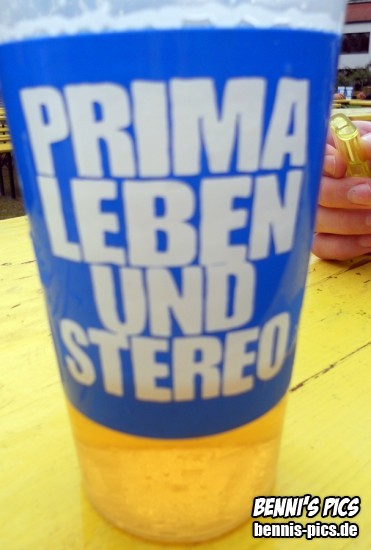 PRIMA
LEBEN
UND
STEREO
BENNI'S PICS
bennis-pics.de